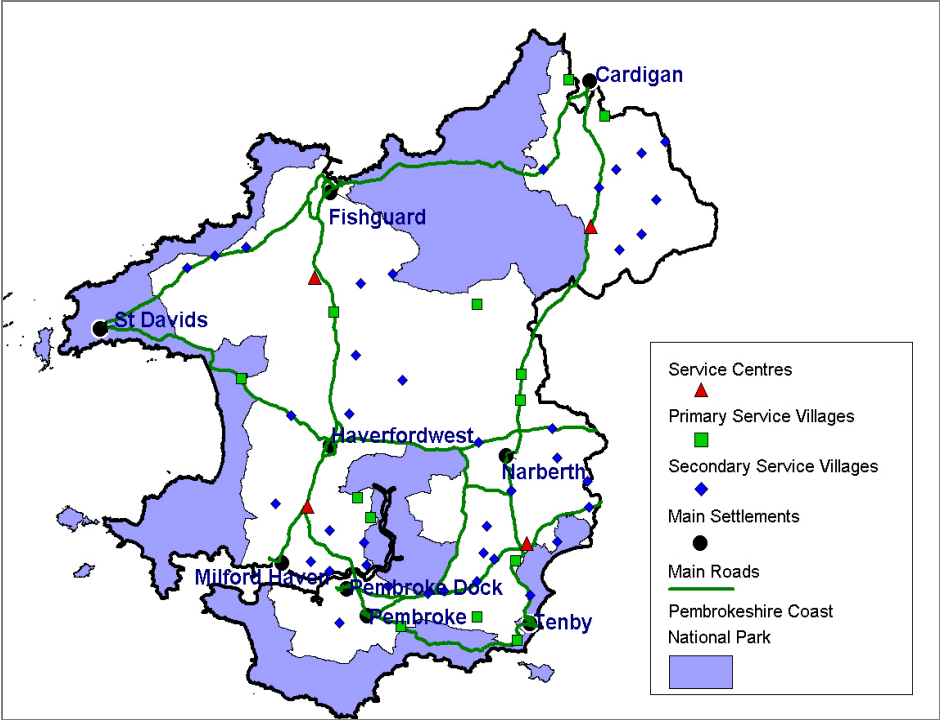 Cardigan
Fishguard
St Davids
Haverfordwest
Narberth
Milford Haven
Pembroke Dock
Pembroke
Tenby
Service Centres
Primary Service Villages
Secondary Service Villages
Main Settlements
Main Roads
Pembrokeshire Coast
National Park